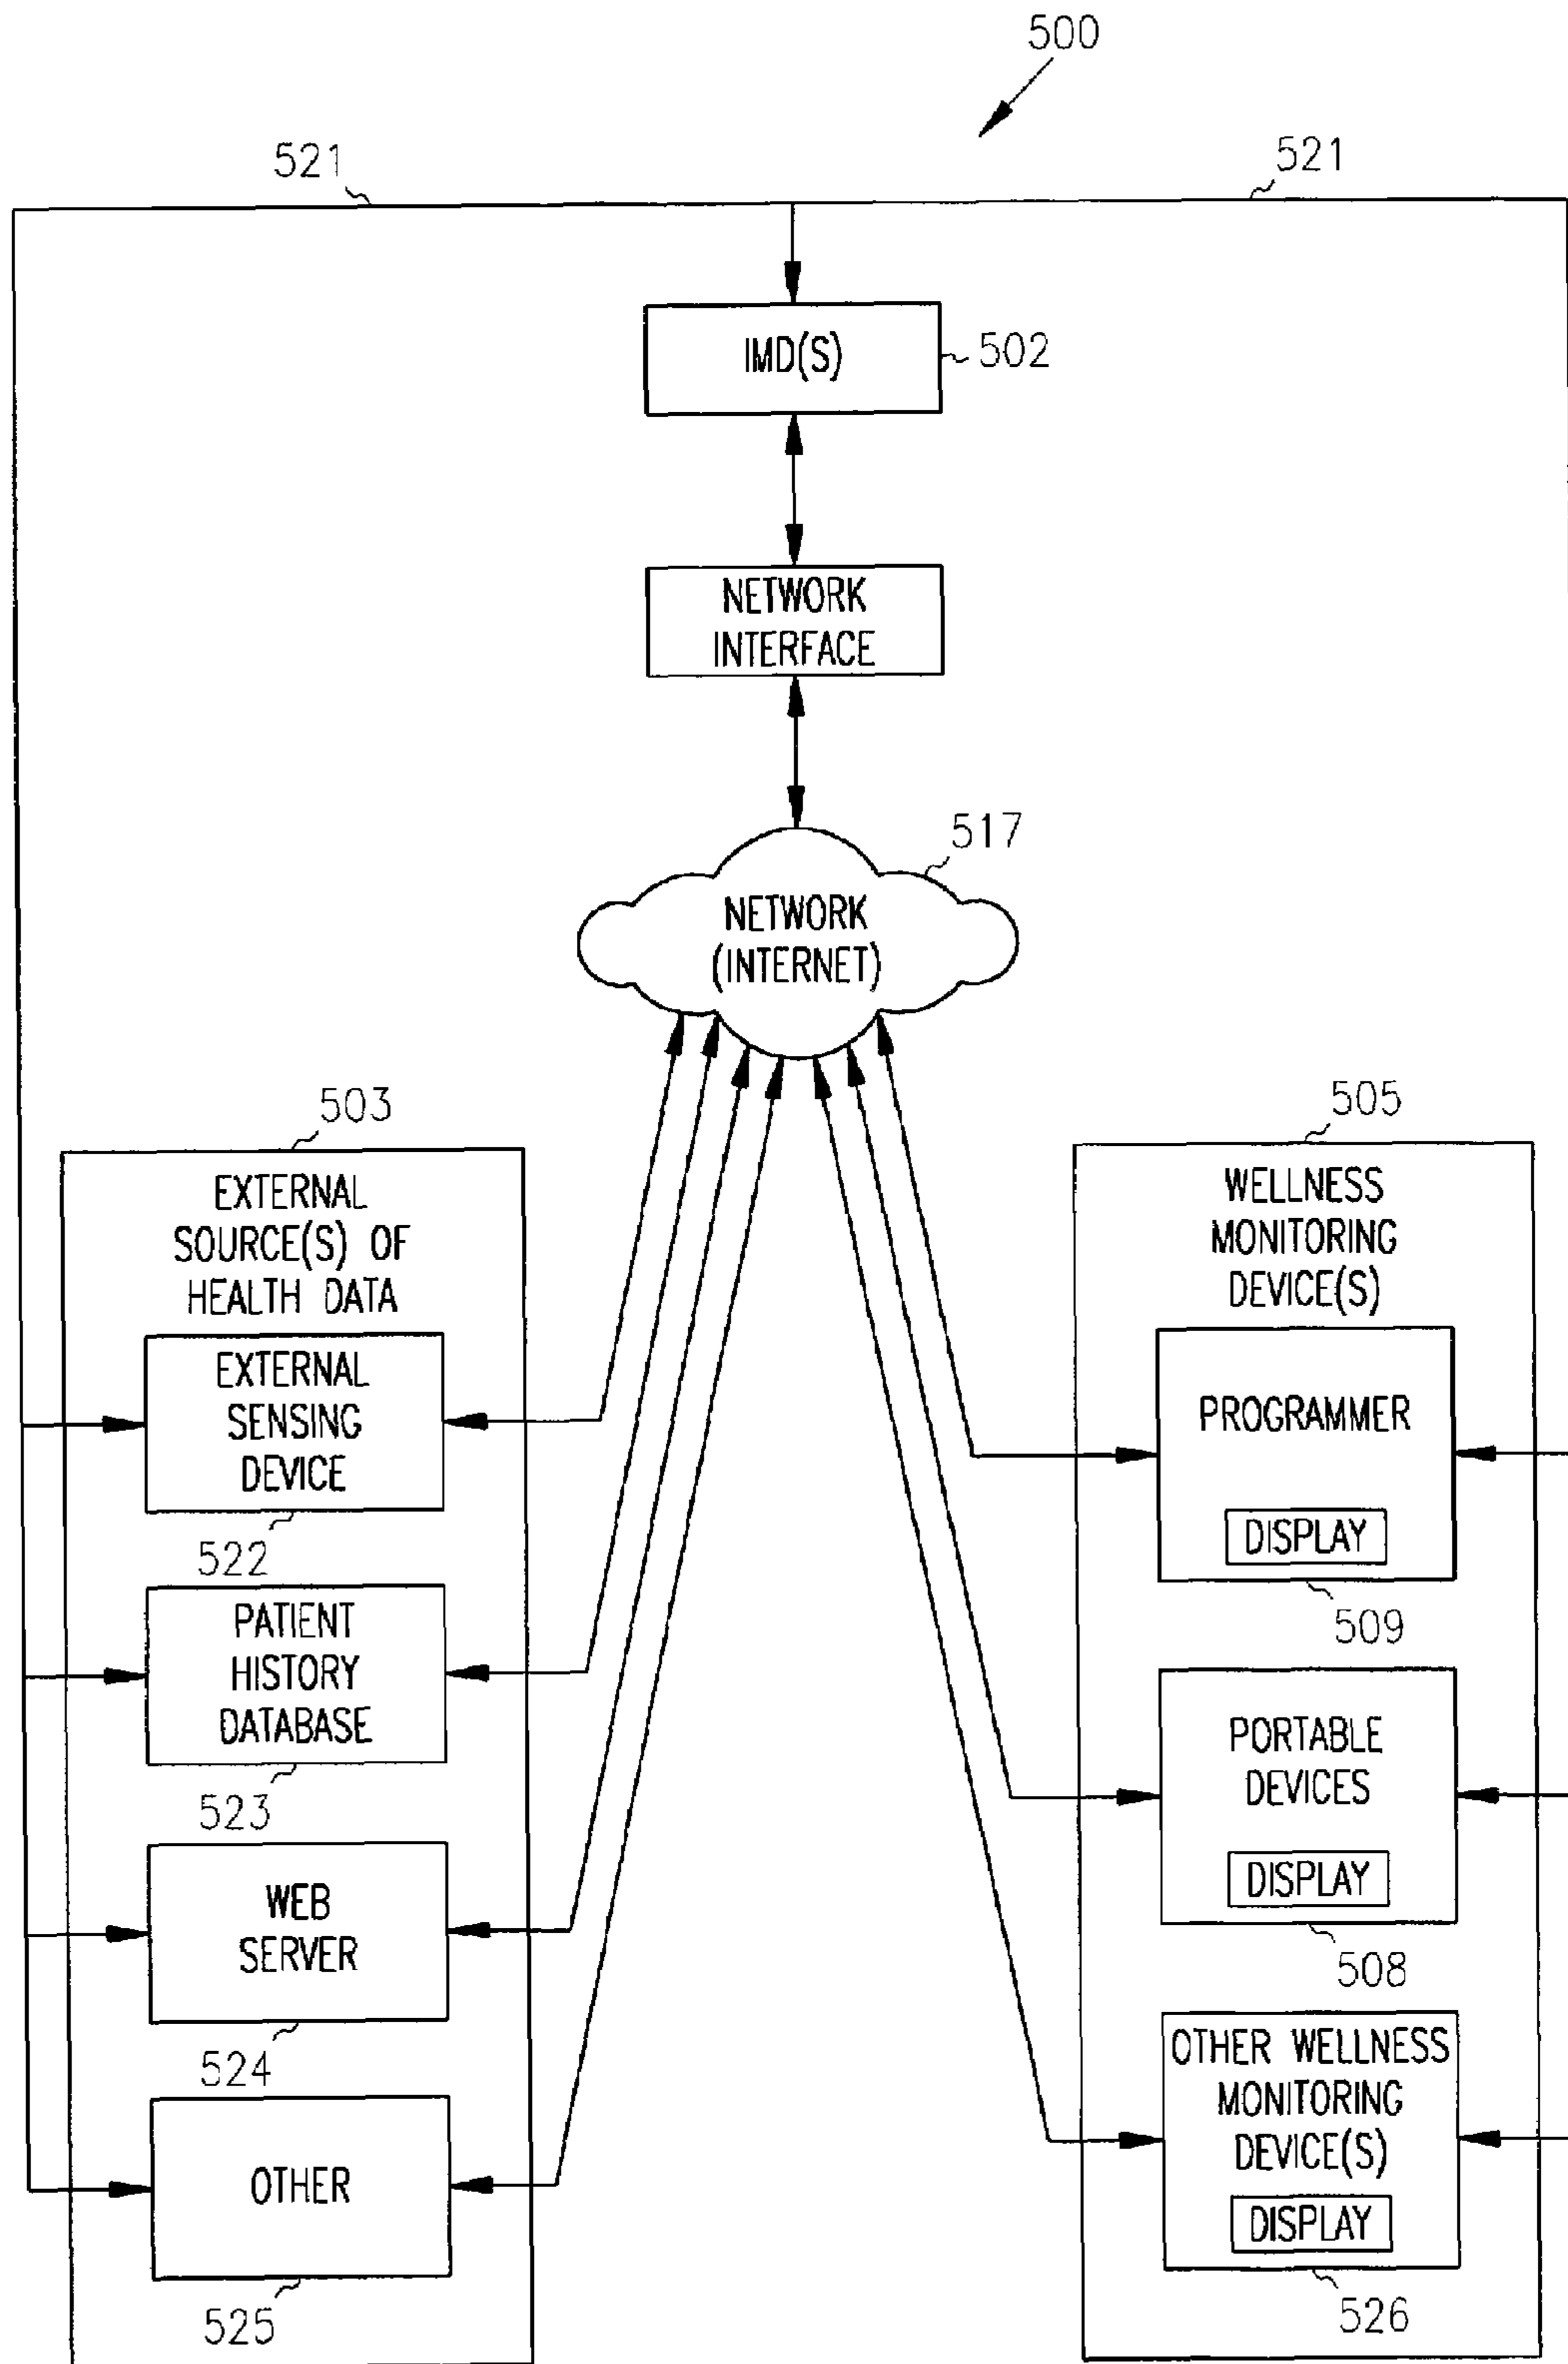 500
521
521
IMD(S)
502
NETWORK
INTERFACE
517
NETWORK
(INTERNET)
503
EXTERNAL
SOURCE(S) OF
HEALTH DATA
EXTERNAL
SENSING
DEVICE
522
PATIENT
HISTORY
DATABASE
523
WEB
SERVER
524
OTHER
525
505
WELLNESS
MONITORING
DEVICE(S)
PROGRAMMER
DISPLAY
509
PORTABLE
DEVICES
DISPLAY
508
OTHER WELLNESS
MONITORING
DEVICE(S)
DISPLAY
526